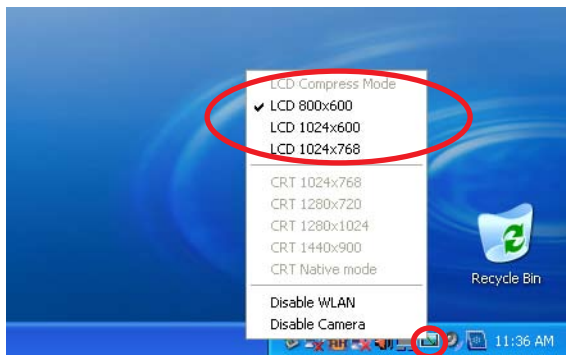 LCD Compress Mode
LCD 800x600
LCD 1024x600
LCD 1024x768
CRT 1024x768
CRT 1280x720
CRT 1280x1024
CRT 1440x900
CRT Native mode
Recycle Bin
Disable WLAN
Disable Camera
11:36 AM